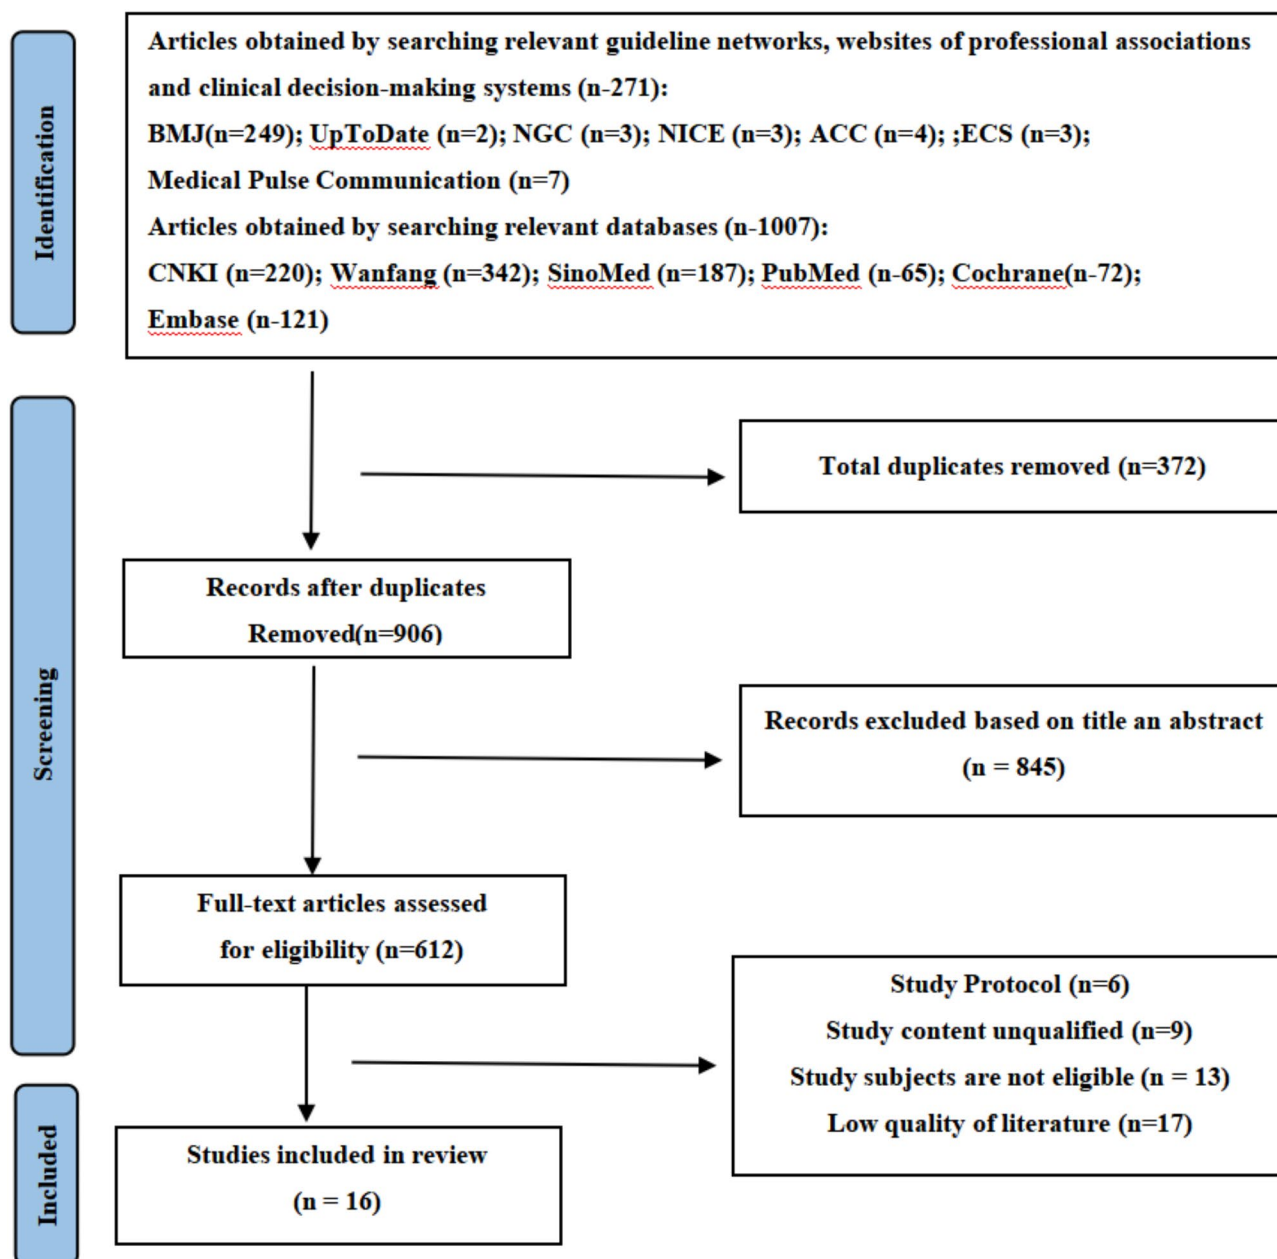 Identification
Articles obtained by searching relevant guideline networks, websites of professional associations
and clinical decision-making systems (n-271):
BMJ(n=249); UpToDate (n=2); NGC (n=3); NICE (n=3); ACC (n=4); ;ECS (n=3);
Medical Pulse Communication (n=7)
Articles obtained by searching relevant databases (n-1007):
CNKI (n=220); Wanfang (n=342); SinoMed (n=187); PubMed (n-65); Cochrane(n-72);
Embase (n-121)
Screening
Total duplicates removed (n=372)
Records after duplicates
Removed(n=906)
Records excluded based on title an abstract
(n = 845)
Full-text articles assessed
for eligibility (n=612)
Study Protocol (n=6)
Study content unqualified (n=9)
Study subjects are not eligible (n = 13)
Low quality of literature (n=17)
Included
Studies included in review
(n = 16)